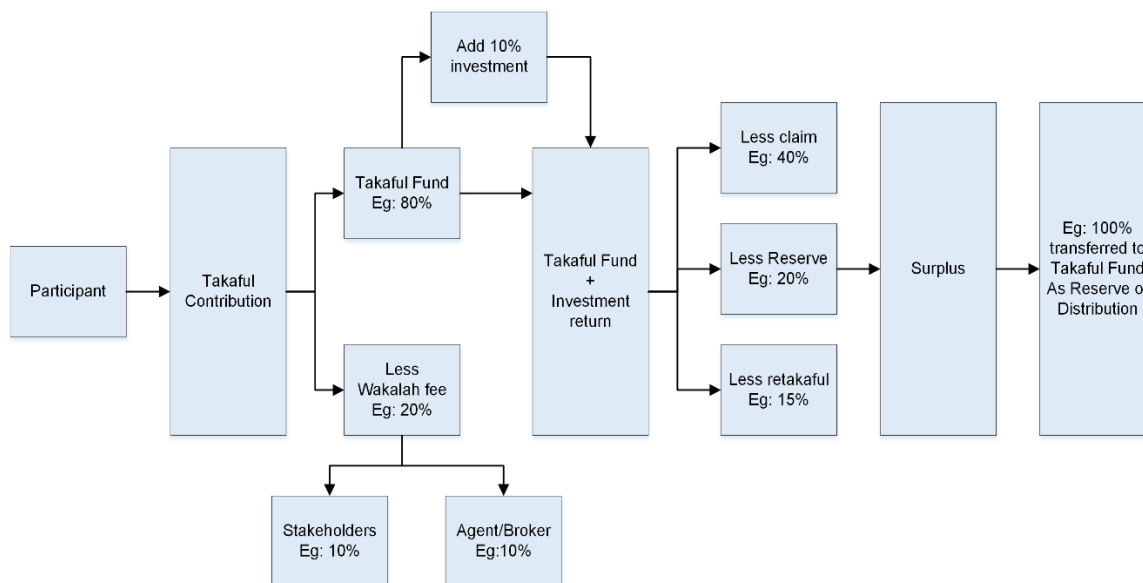 Participant
Takaful
Contribution
Takaful Fund
Eg: 80%
Add 10%
investment
Less
Wakalah fee
Eg: 20%
Stakeholders
Eg: 10%
Agent/Broker
Eg:10%
Takaful Fund
+
Investment
return
Less claim
Eg: 40%
Less Reserve
Eg: 20%
Less retakaful
Eg: 15%
Surplus
Eg: 100%
transferred to
Takaful Fund
As Reserve o
Distribution